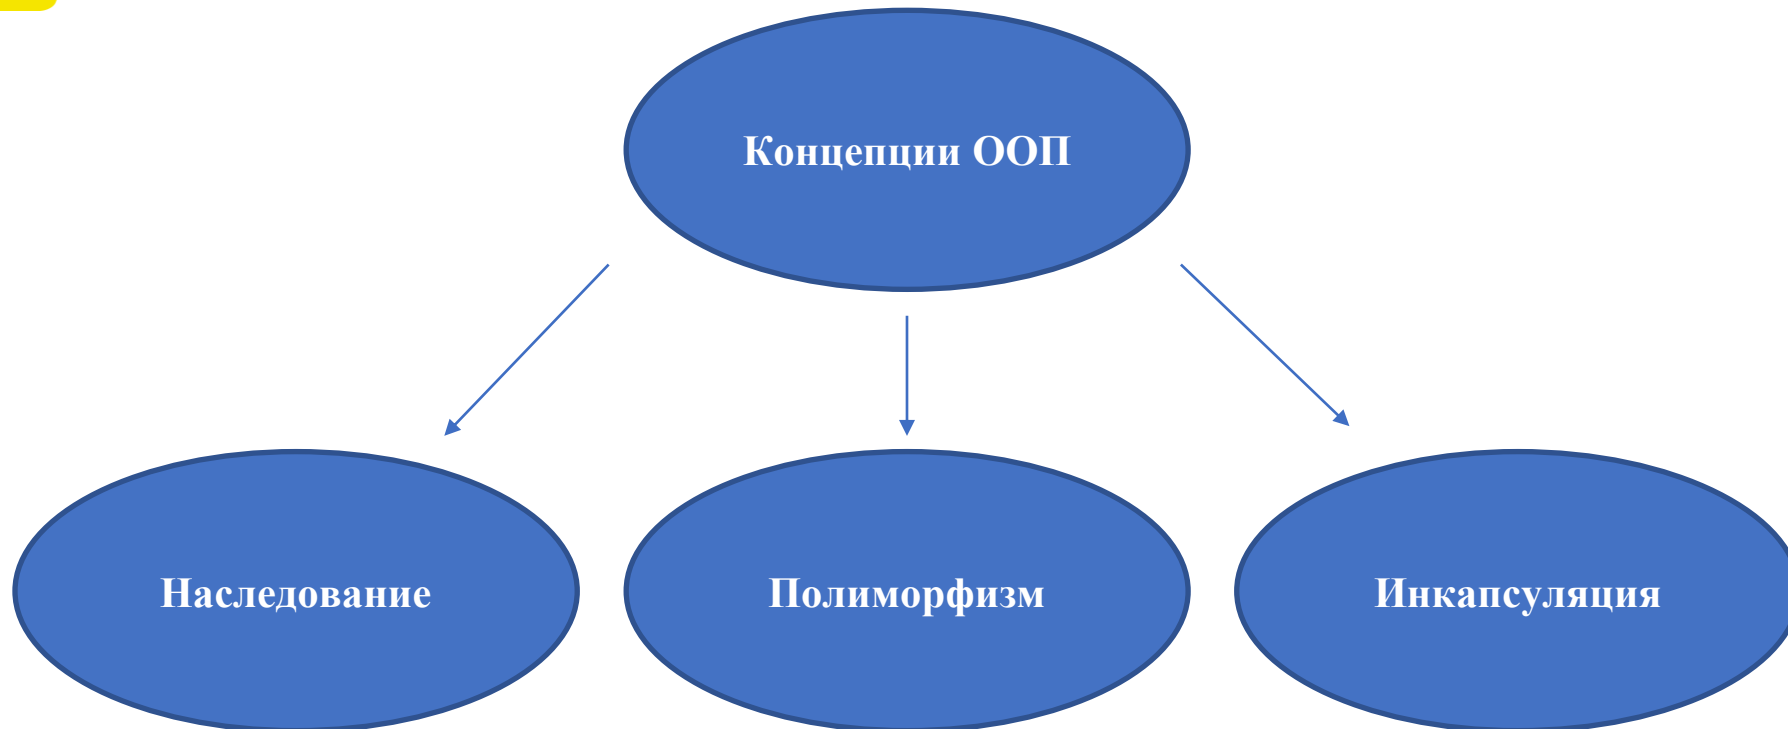 Концепции ООП
Наследование
Полиморфизм
Инкапсуляция